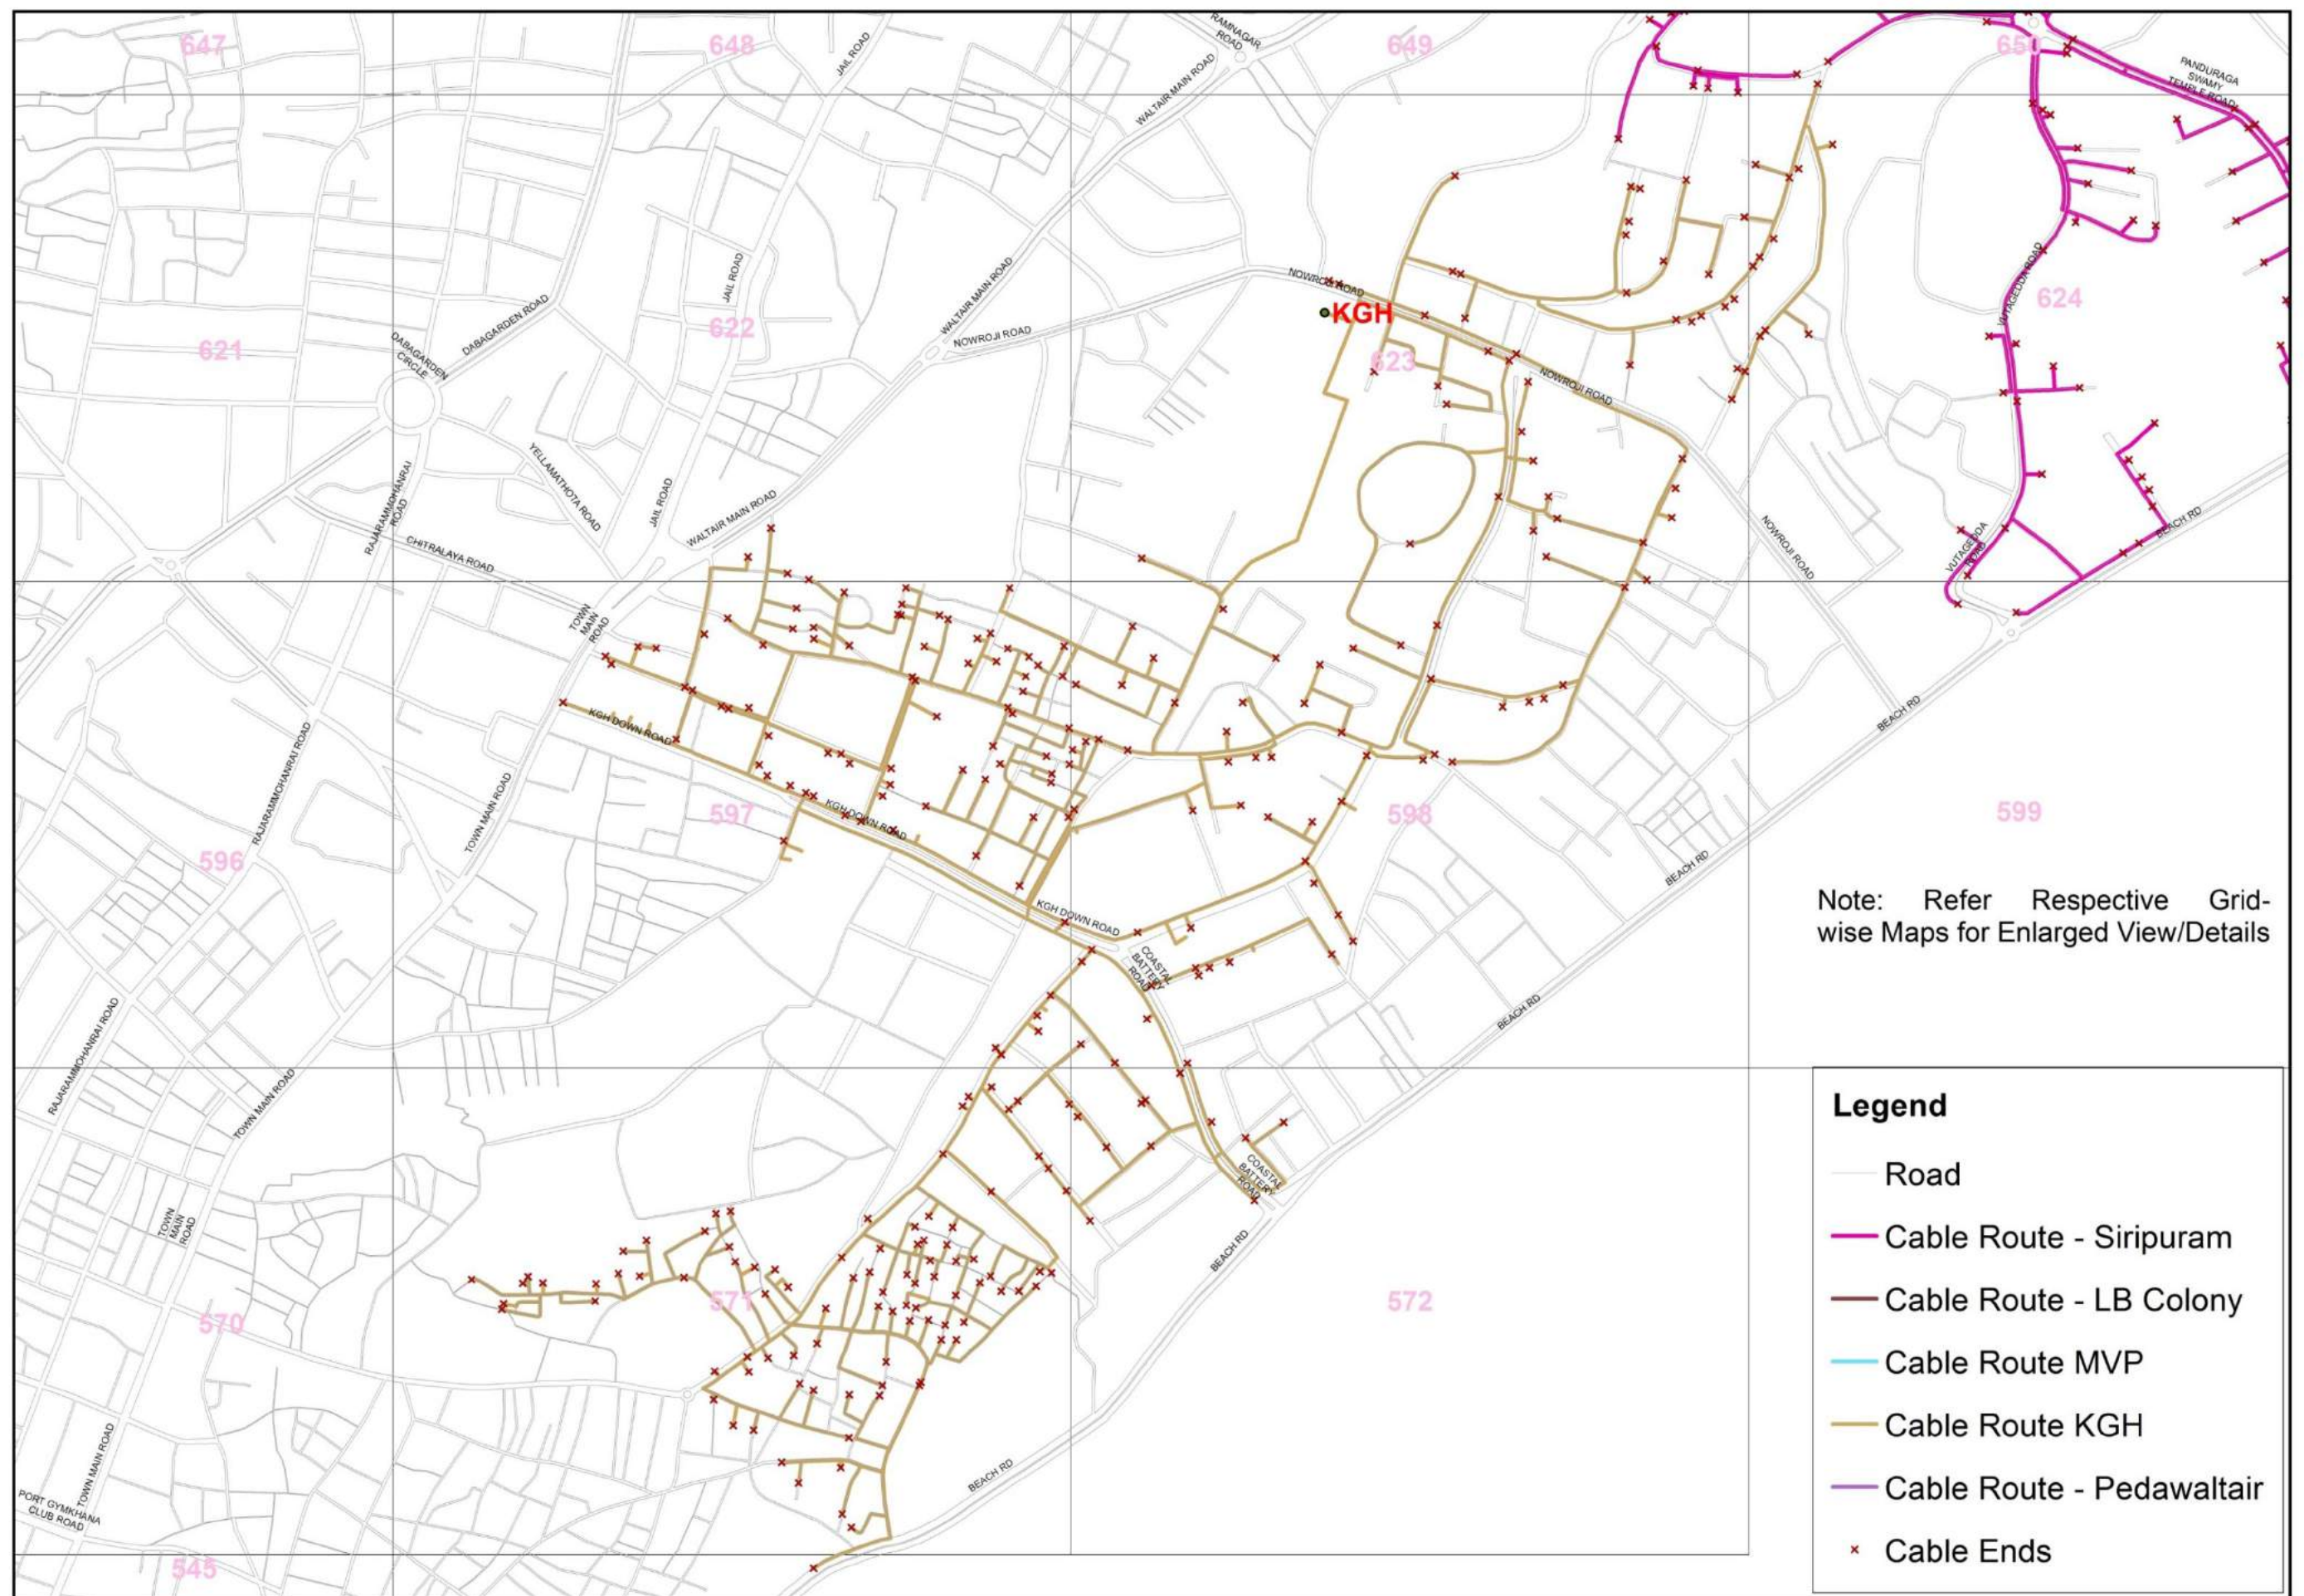 647
648
649
650
JAIL ROAD
RAMNAGAR
ROAD
WALTAIR MAIN ROAD
PANDURAGA
SWAMY
TEMPLE ROAD
621
622
623
624
DABAGARDEN
CIRCLE
DABAGARDEN ROAD
JAIL ROAD
WALTAIR MAIN ROAD
NOWROJI ROAD
NOWROJI ROAD
KGH
NOWROJI ROAD
VUTAGEDDA ROAD
RAJARAMMOHANRAI
ROAD
CHITRALAYA ROAD
YELLAMATHOTA ROAD
JAIL ROAD
WALTAIR MAIN ROAD
NOWROJI ROAD
VUTAGEDDA
ROAD
BEACH RD
TOWN
MAIN
ROAD
KGH DOWN ROAD
BEACH RD
RAJARAMMOHANRAI ROAD
TOWN MAIN ROAD
596
597
598
599
KGH DOWN ROAD
BEACH RD
KGH DOWN ROAD
COASTAL
BATTERY
ROAD
Note: Refer Respective Grid-
wise Maps for Enlarged View/Details
RAJARAMMOHANRAI ROAD
TOWN MAIN ROAD
BEACH RD
TOWN
MAIN
ROAD
COASTAL
BATTERY
ROAD
BEACH RD
570
571
572
TOWN MAIN ROAD
PORT GYMKHANA
CLUB ROAD
BEACH RD
545
Legend
Road
Cable Route - Siripuram
Cable Route - LB Colony
Cable Route MVP
Cable Route KGH
Cable Route - Pedawaltair
Cable Ends